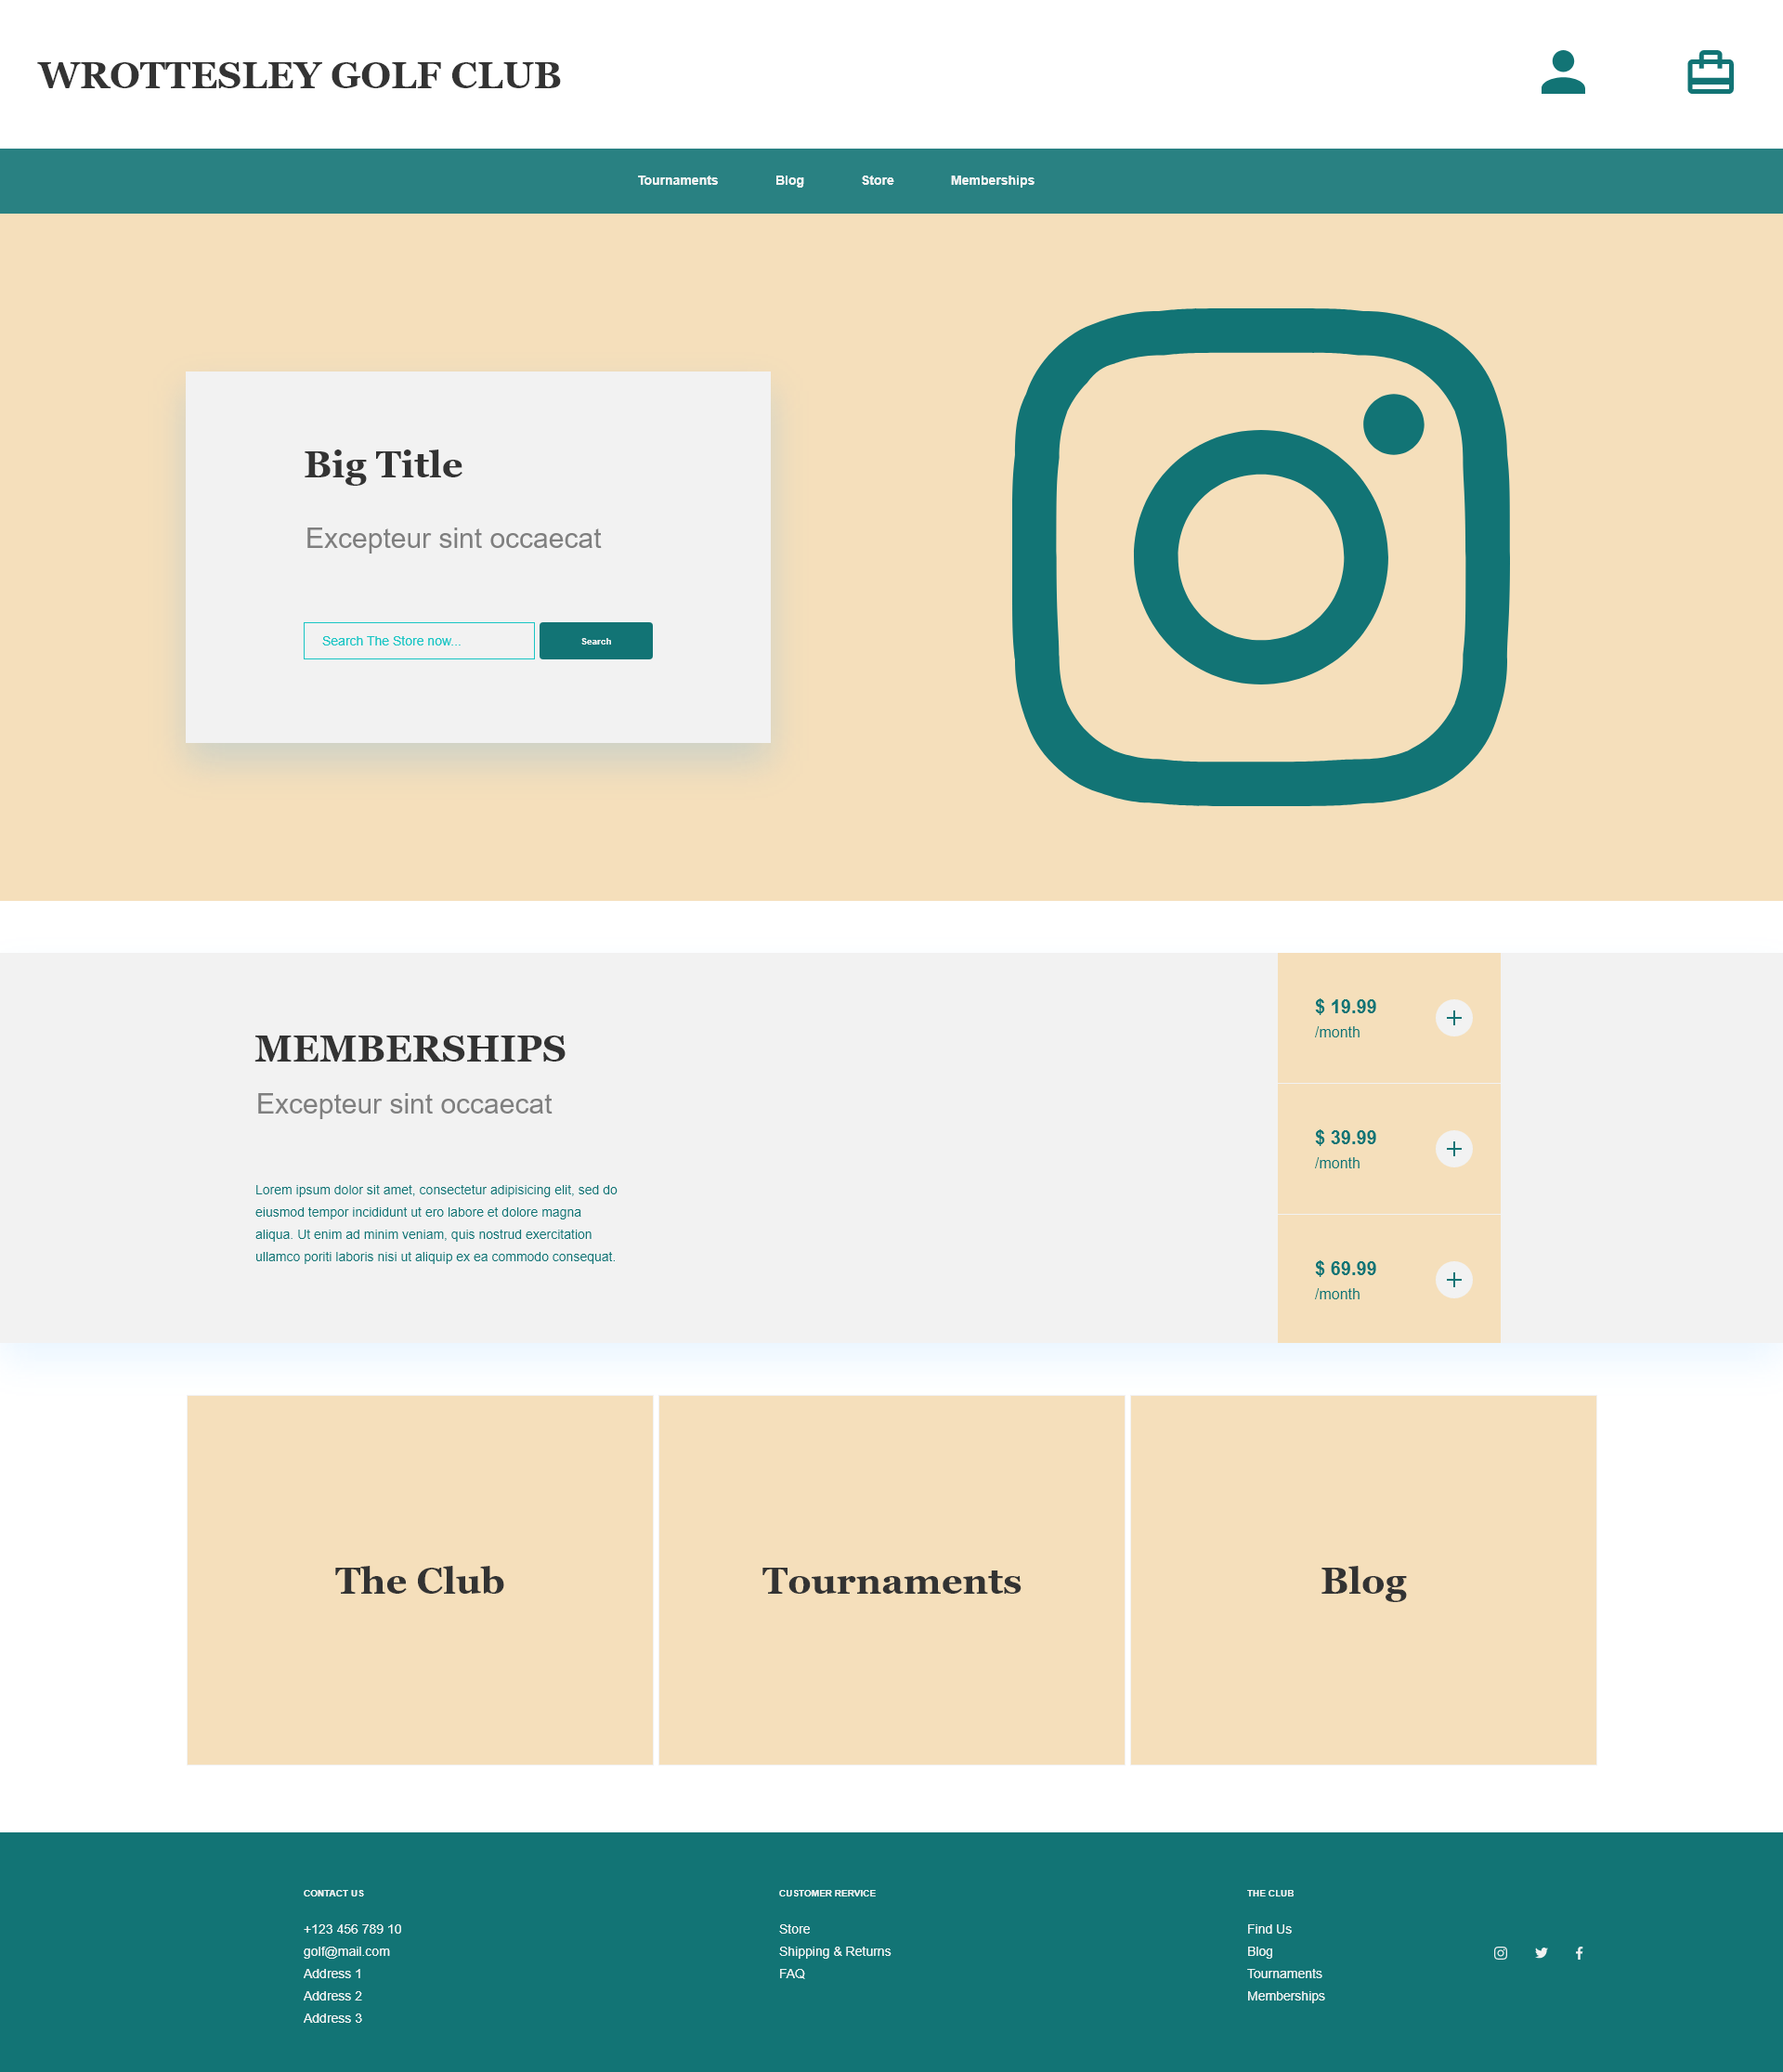 WROTTESLEY GOLF CLUB
Tournaments Blog Store Memberships
Big Title
Excepteur sint occaecat
Search The Store now... Search
MEMBERSHIPS
Excepteur sint occaecat
Lorem ipsum dolor sit amet, consectetur adipisicing elit, sed do
eiusmod tempor incididunt ut ero labore et dolore magna
aliqua. Ut enim ad minim veniam, quis nostrud exercitation
ullamco poriti laboris nisi ut aliquip ex ea commodo consequat.
$ 19.99
/month
$ 39.99
/month
$ 69.99
/month
The Club
Tournaments
Blog
CONTACT US
+123 456 789 10
golf@mail.com
Address 1
Address 2
Address 3
CUSTOMER RERVICE
Store
Shipping & Returns
FAQ
THE CLUB
Find Us
Blog
Tournaments
Memberships